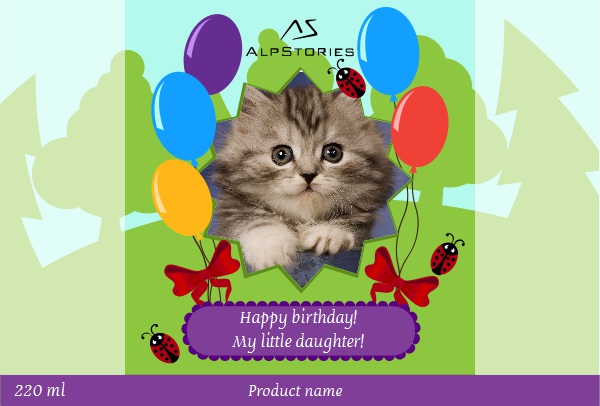 AlpStories
Happy birthday!
My little daughter!
220 ml
Product name